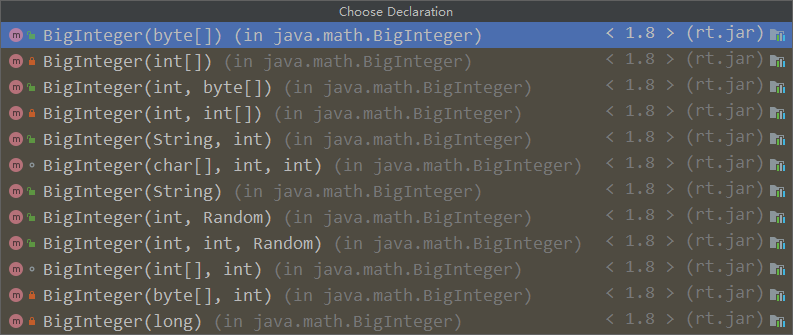 Choose Declaration
m BigInteger(byte[]) (in java.math.BigInteger) < 1.8 > (rt.jar)
m BigInteger(int[]) (in java.math.BigInteger) < 1.8 > (rt.jar)
m BigInteger(int, byte[]) (in java.math.BigInteger) < 1.8 > (rt.jar)
m BigInteger(int, int[]) (in java.math.BigInteger) < 1.8 > (rt.jar)
m BigInteger(String, int) (in java.math.BigInteger) < 1.8 > (rt.jar)
m BigInteger(char[], int, int) (in java.math.BigInteger) < 1.8 > (rt.jar)
m BigInteger(String) (in java.math.BigInteger) < 1.8 > (rt.jar)
m BigInteger(int, Random) (in java.math.BigInteger) < 1.8 > (rt.jar)
m BigInteger(int, int, Random) (in java.math.BigInteger) < 1.8 > (rt.jar)
m BigInteger(int[], int) (in java.math.BigInteger) < 1.8 > (rt.jar)
m BigInteger(byte[], int) (in java.math.BigInteger) < 1.8 > (rt.jar)
m BigInteger(long) (in java.math.BigInteger) < 1.8 > (rt.jar)